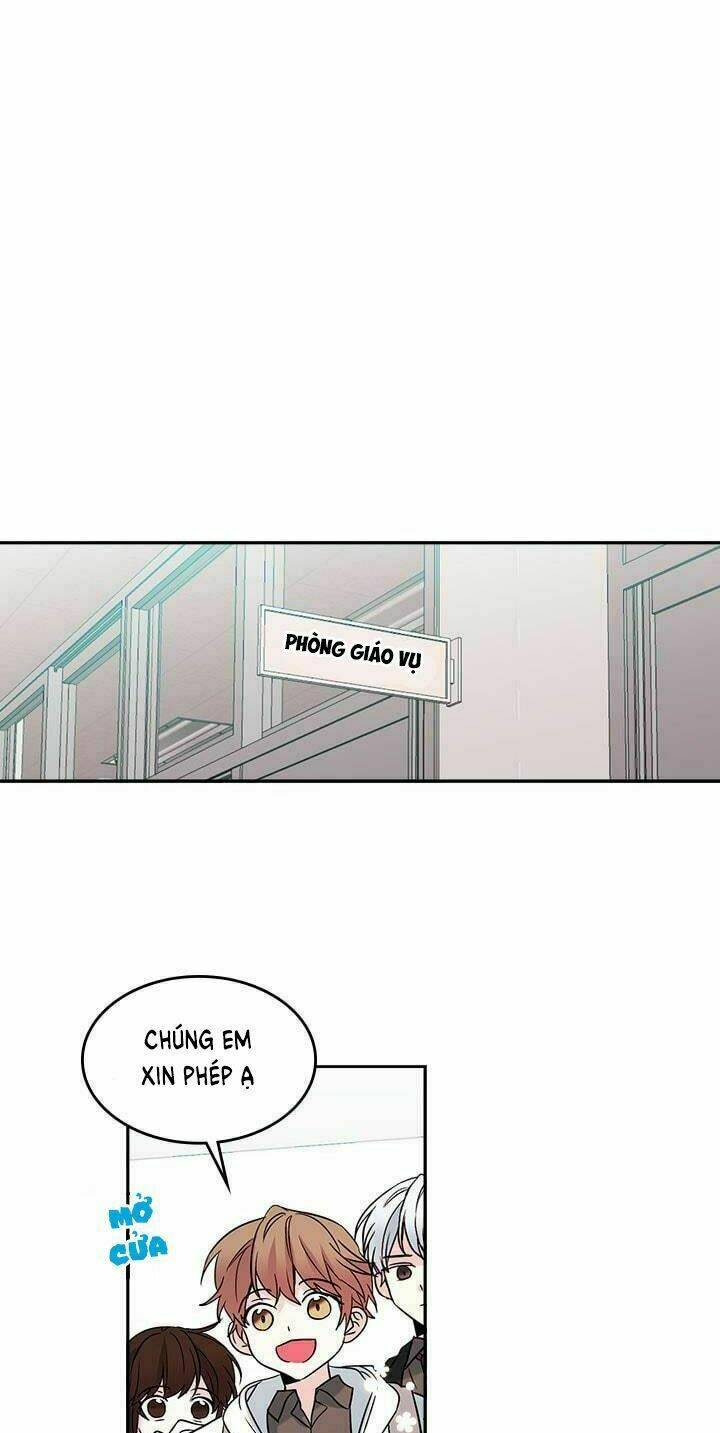 PHÒNG GIÁO VỤ
CHÚNG EM
XIN PHÉP Ạ
MỞ
CỬA